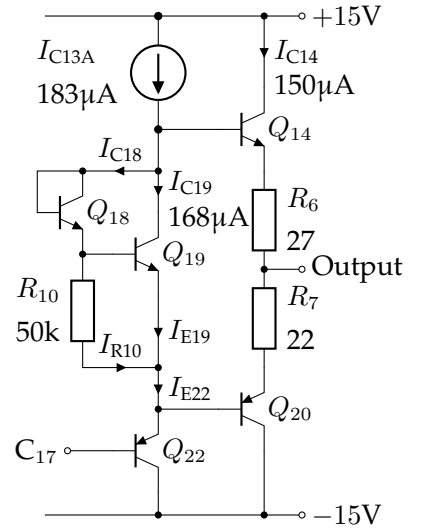 +15V
I_C13A
183µA
I_C14
150µA
Q_14
I_C18
I_C19
168µA
Q_18
R_6
27
Q_19
Output
R_10
50k
R_7
22
I_R10
I_E19
I_E22
Q_20
C_17
Q_22
−15V